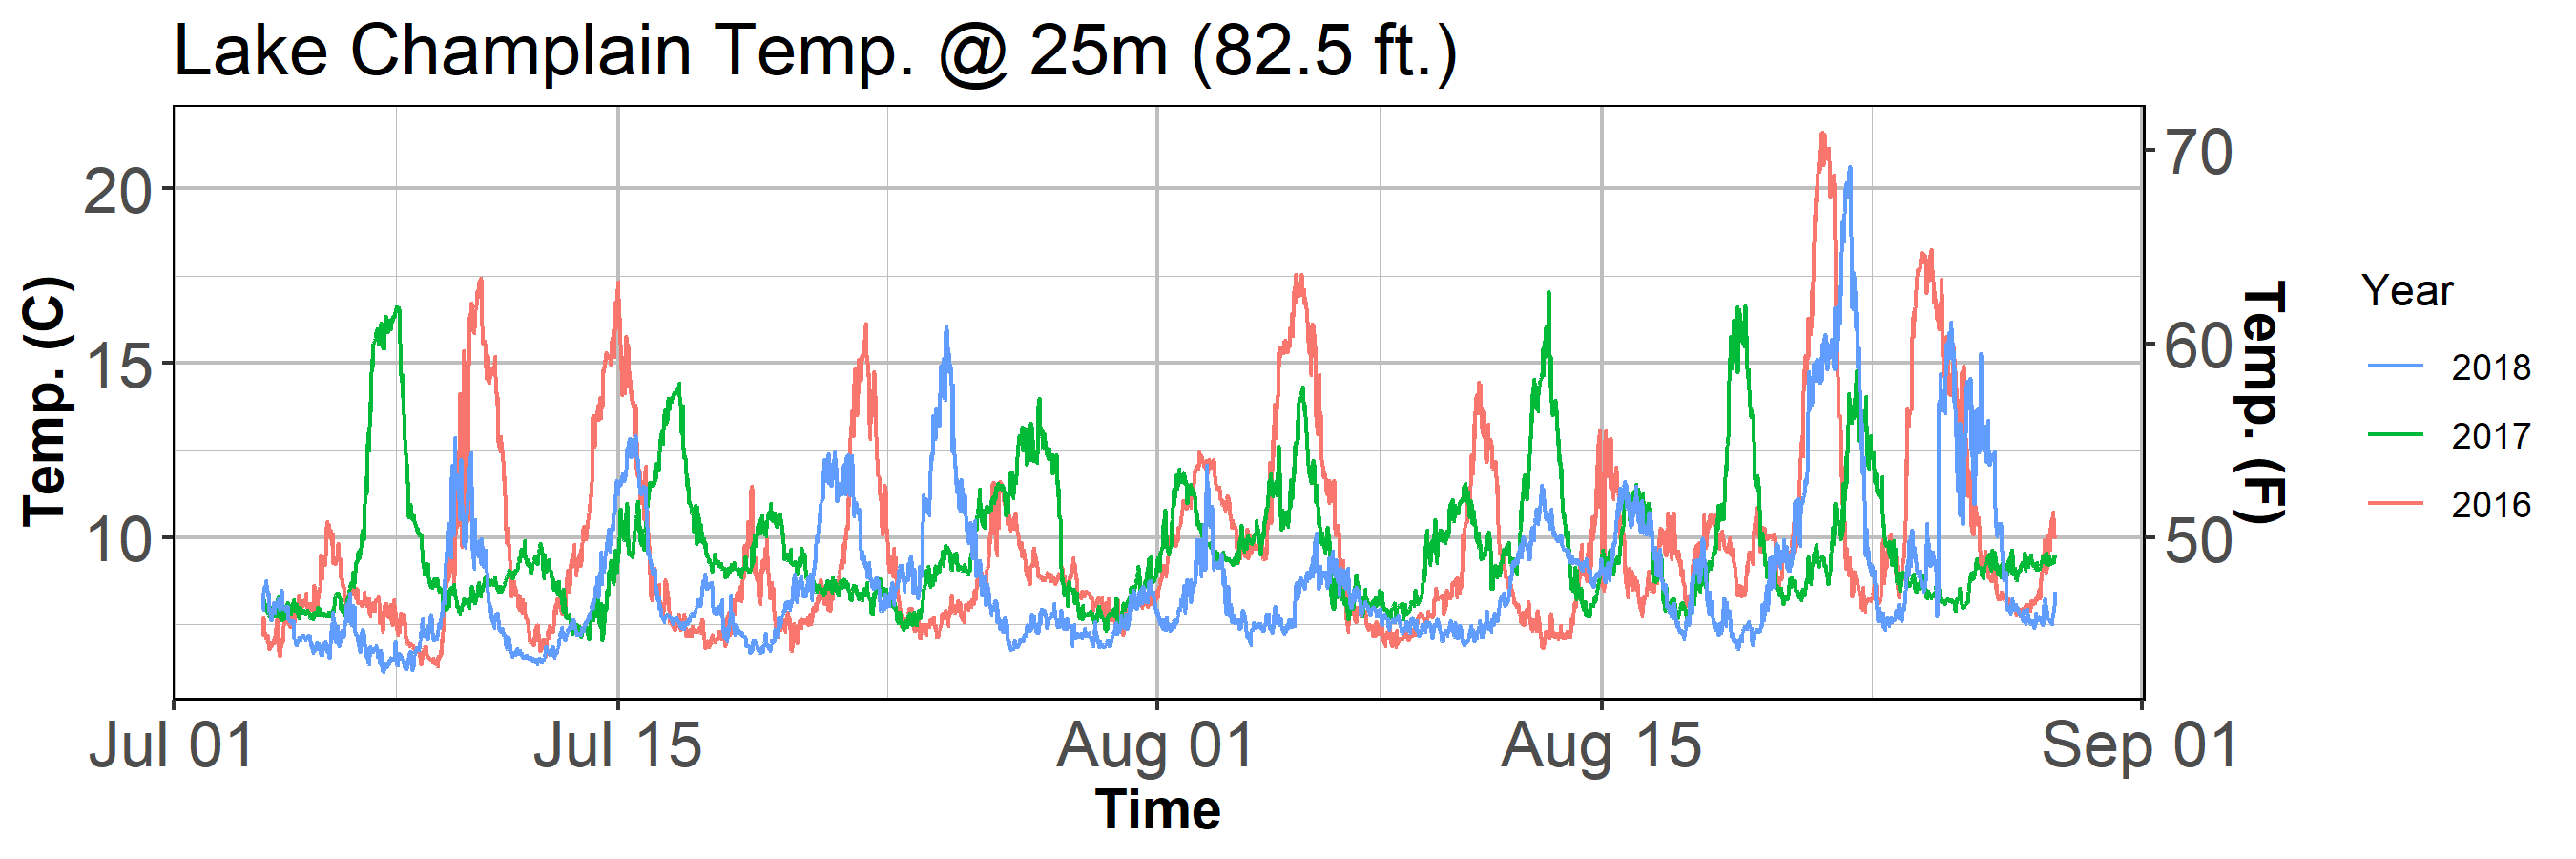 Lake Champlain Temp. @ 25m (82.5 ft.)
Temp. (C)
20
15
10
70
60
50
Temp. (F)
Jul 01
Jul 15
Aug 01
Aug 15
Sep 01
Time
Year
2018
2017
2016